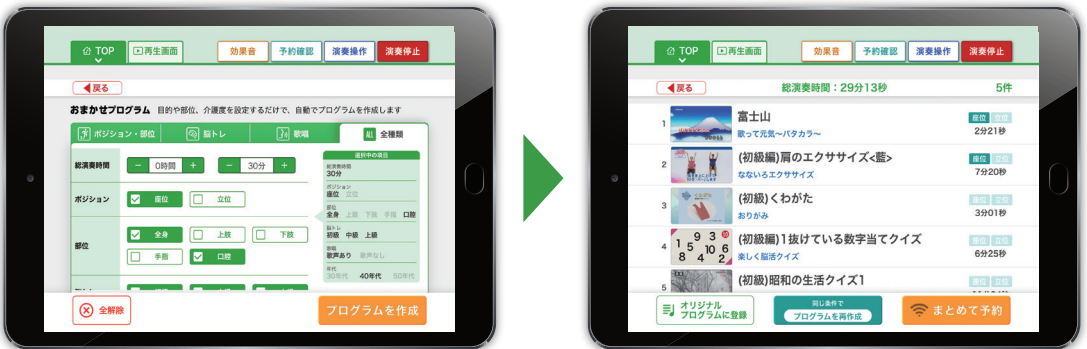 TOP
再生画面
効果音
予約確認
演奏操作
演奏停止
戻る
おまかせプログラム 目的や部位、介護度を設定するだけで、自動でプログラムを作成します
ポジション・部位
脳トレ
歌唱
ALL 全種類
総演奏時間
− 0時間 +
− 30分 +
ポジション
座位
立位
部位
全身
上肢
下肢
手指
口腔
選択中の項目
総演奏時間
30分
ポジション
座位 立位
部位
全身 上肢 下肢 手指 口腔
脳トレ
初級 中級 上級
歌唱
歌声あり 歌声なし
年代
30年代 40年代 50年代
全解除
プログラムを作成
TOP
再生画面
効果音
予約確認
演奏操作
演奏停止
戻る
総演奏時間:29分13秒
5件
1
富士山
歌って元気〜パタカラ〜
座位 立位
2分21秒
2
(初級編)肩のエクササイズ<藍>
なないろエクササイズ
座位 立位
7分20秒
3
(初級)くわがた
おりがみ
座位 立位
3分01秒
4
1 5 9 3 10 6 8 4 2
(初級編)1抜けている数字当てクイズ
楽しく脳活クイズ
座位 立位
6分25秒
5
(初級)昭和の生活クイズ1
座位 立位
オリジナル
プログラムに登録
同じ条件で
プログラムを再作成
まとめて予約